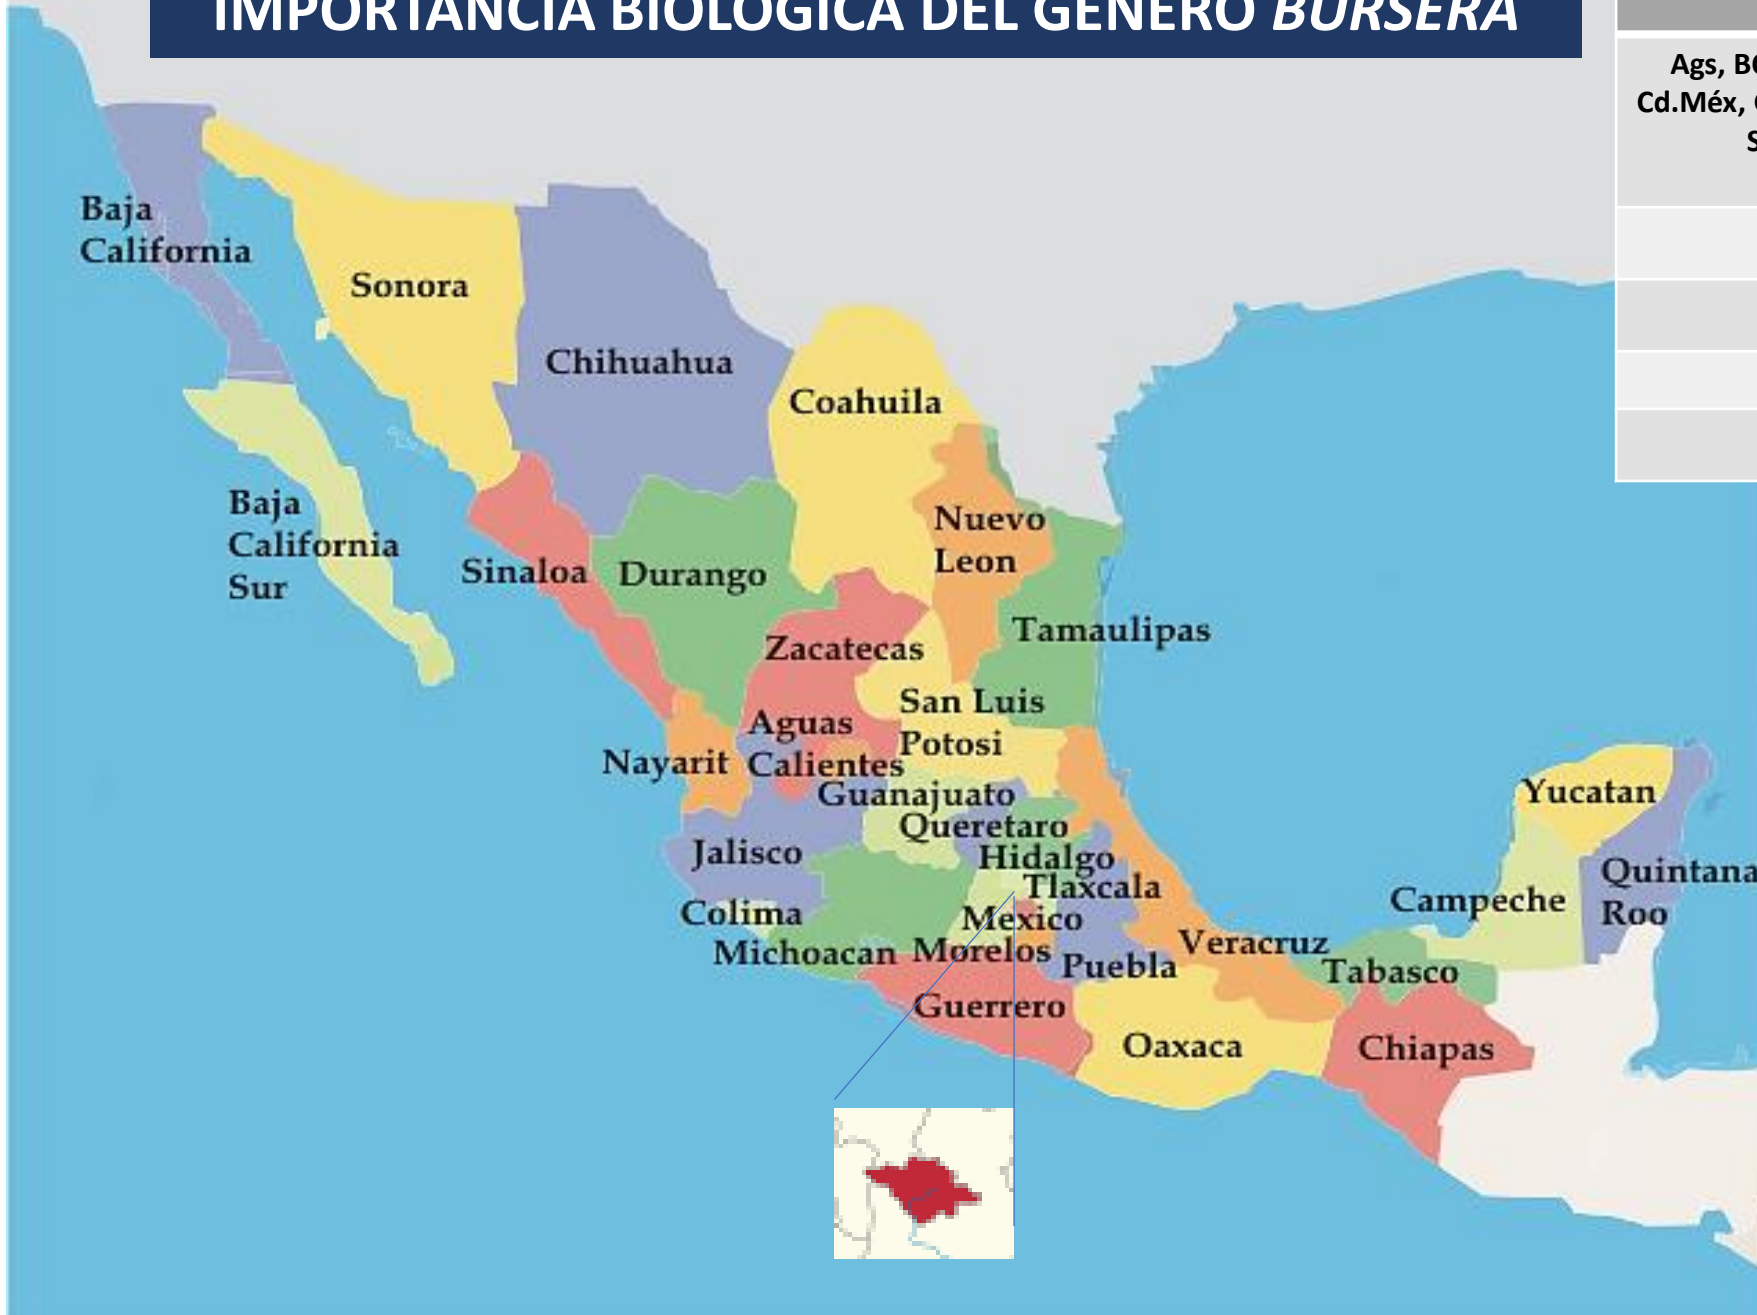 IMPORTANCIA BIOLÓGICA DEL GÉNERO BURSERA
Ags,
Cd.Méx,
Baja
California
Sonora
Chihuahua
Coahuila
Baja
California
Sur
Sinaloa
Durango
Nuevo
Leon
Tamaulipas
Zacatecas
San Luis
Potosi
Aguas
Calientes
Nayarit
Guanajuato
Queretaro
Hidalgo
Tlaxcala
Jalisco
Colima
Mexico
Michoacan
Morelos
Puebla
Veracruz
Guerrero
Oaxaca
Tabasco
Chiapas
Campeche
Yucatan
Quintana
Roo